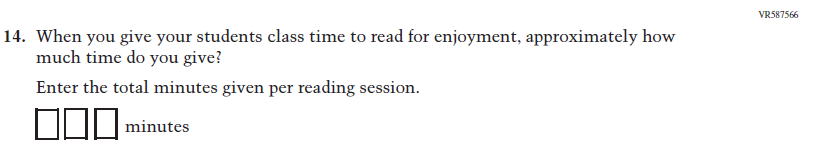 VR587566
14. When you give your students class time to read for enjoyment, approximately how
much time do you give?
Enter the total minutes given per reading session.
minutes